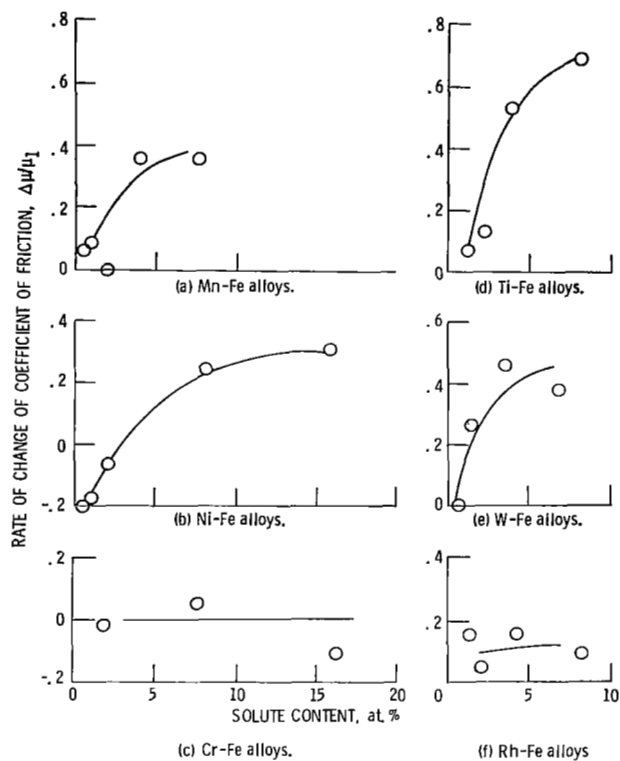 RATE OF CHANGE OF COEFFICIENT OF FRICTION, Δμ/μ1
.8
.6
.4
.2
0
(a) Mn-Fe alloys.
.8
.6
.4
.2
0
(d) Ti-Fe alloys.
.4
.2
0
-.2
(b) Ni-Fe alloys.
.6
.4
.2
0
(e) W-Fe alloys.
.2
0
-.2
0 5 10 15 20
SOLUTE CONTENT, at. %
(c) Cr-Fe alloys.
.4
.2
0 5 10
(f) Rh-Fe alloys